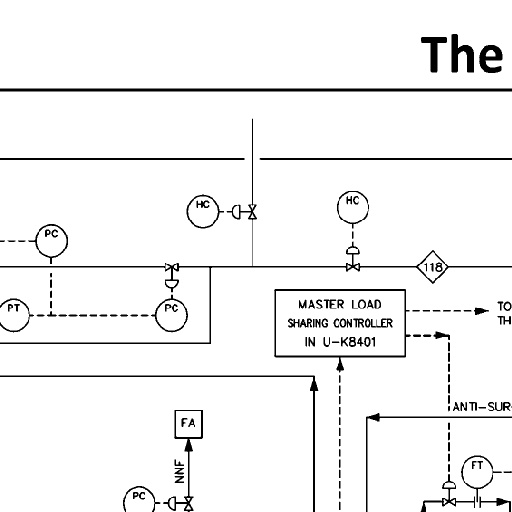 The
HC
HC
PC
118
PT
PC
MASTER LOAD
SHARING CONTROLLER
IN U-K8401
TO
TH
ANTI-SUR
FA
NNF
FT
PC